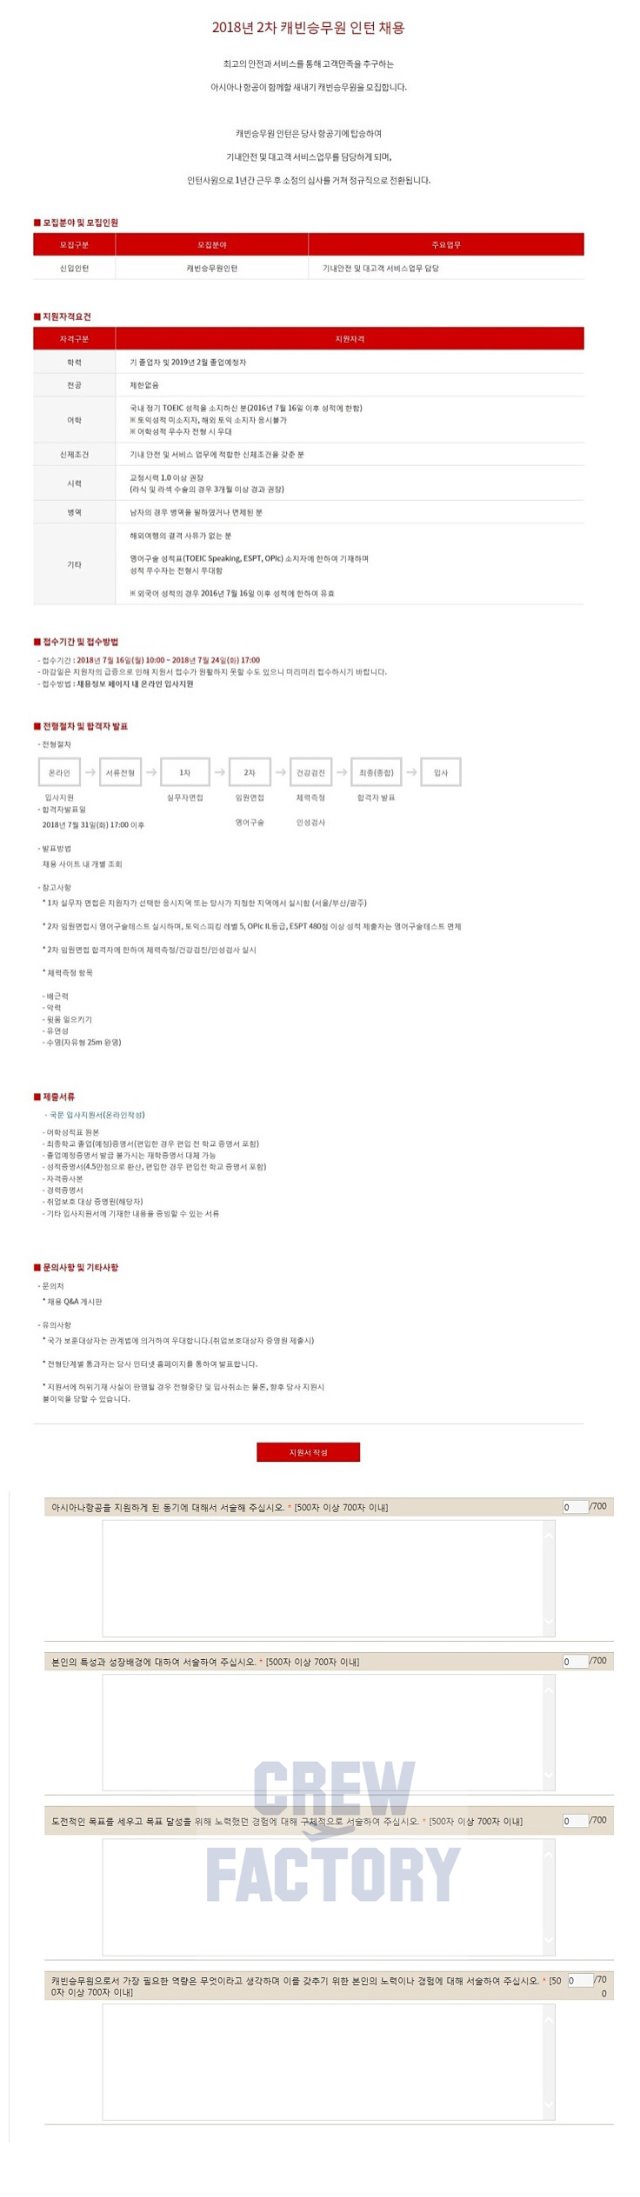 2018년 2차 캐빈승무원 인턴 채용
최고의 안전과 서비스를 통해 고객만족을 추구하는
아시아나 항공이 함께할 새내기 캐빈승무원을 모집합니다.
캐빈승무원 인턴은 당사 항공기에 탑승하여
기내안전 및 대고객 서비스업무를 담당하게 되며,
인턴사원으로 1년간 근무 후 소정의 심사를 거쳐 정규직으로 전환됩니다.
■ 모집분야 및 모집인원
모집구분 모집분야 주요업무
신입인턴 캐빈승무원인턴 기내안전 및 대고객 서비스업무 담당
■ 지원자격요건
자격구분 지원자격
학력 기 졸업자 및 2019년 2월 졸업예정자
전공 제한없음
어학
국내 정기 TOEIC 성적을 소지하신 분(2016년 7월 16일 이후 성적에 한함)
※ 토익성적 미소지자, 해외 토익 소지자 응시불가
※ 어학성적 우수자 전형 시 우대
신체조건 기내 안전 및 서비스 업무에 적합한 신체조건을 갖춘 분
시력
교정시력 1.0 이상 권장
(라식 및 라섹 수술의 경우 3개월 이상 경과 권장)
병역 남자의 경우 병역을 필하였거나 면제된 분
기타
해외여행의 결격 사유가 없는 분
영어구술 성적표(TOEIC Speaking, ESPT, OPIc) 소지자에 한하여 기재하며
성적 우수자는 전형시 우대함
※ 외국어 성적의 경우 2016년 7월 16일 이후 성적에 한하여 유효
■ 접수기간 및 접수방법
- 접수기간 : 2018년 7월 16일(월) 10:00 ~ 2018년 7월 24일(화) 17:00
- 마감일은 지원자의 급증으로 인해 지원서 접수가 원활하지 못할 수도 있으니 미리미리 접수하시기 바랍니다.
- 접수방법 : 채용정보 페이지 내 온라인 입사지원
■ 전형절차 및 합격자 발표
- 전형절차
온라인 → 서류전형 → 1차 → 2차 → 건강검진 → 최종(종합) → 입사
입사지원 실무자면접 임원면접 체력측정 합격자 발표
영어구술 인성검사
- 합격자발표일
2018년 7월 31일(화) 17:00 이후
- 발표방법
채용 사이트 내 개별 조회
- 참고사항
* 1차 실무자 면접은 지원자가 선택한 응시지역 또는 당사가 지정한 지역에서 실시함 (서울/부산/광주)
* 2차 임원면접시 영어구술테스트 실시하며, 토익스피킹 레벨 5, OPIc IL등급, ESPT 480점 이상 성적 제출자는 영어구술테스트 면제
* 2차 임원면접 합격자에 한하여 체력측정/건강검진/인성검사 실시
* 체력측정 항목
- 배근력
- 악력
- 윗몸 일으키기
- 유연성
- 수영(자유형 25m 완영)
■ 제출서류
- 국문 입사지원서(온라인작성)
- 어학성적표 원본
- 최종학교 졸업(예정)증명서(편입한 경우 편입 전 학교 증명서 포함)
- 졸업예정증명서 발급 불가시는 재학증명서 대체 가능
- 성적증명서(4.5만점으로 환산, 편입한 경우 편입전 학교 증명서 포함)
- 자격증사본
- 경력증명서
- 취업보호 대상 증명원(해당자)
- 기타 입사지원서에 기재한 내용을 증빙할 수 있는 서류
■ 문의사항 및 기타사항
- 문의처
* 채용 Q&A 게시판
- 유의사항
* 국가 보훈대상자는 관계법에 의거하여 우대합니다.(취업보호대상자 증명원 제출시)
* 전형단계별 통과자는 당사 인터넷 홈페이지를 통하여 발표합니다.
* 지원서에 허위기재 사실이 판명될 경우 전형중단 및 입사취소는 물론, 향후 당사 지원시
불이익을 당할 수 있습니다.
지원서 작성
아시아나항공을 지원하게 된 동기에 대해서 서술해 주십시오. * [500자 이상 700자 이내] 0 /700
본인의 특성과 성장배경에 대하여 서술하여 주십시오. * [500자 이상 700자 이내] 0 /700
CREW
도전적인 목표를 세우고 목표 달성을 위해 노력했던 경험에 대해 구체적으로 서술하여 주십시오. * [500자 이상 700자 이내] 0 /700
FACTORY
캐빈승무원으로서 가장 필요한 역량은 무엇이라고 생각하며 이를 갖추기 위한 본인의 노력이나 경험에 대해 서술하여 주십시오. * [50 0 /70
0자 이상 700자 이내] 0